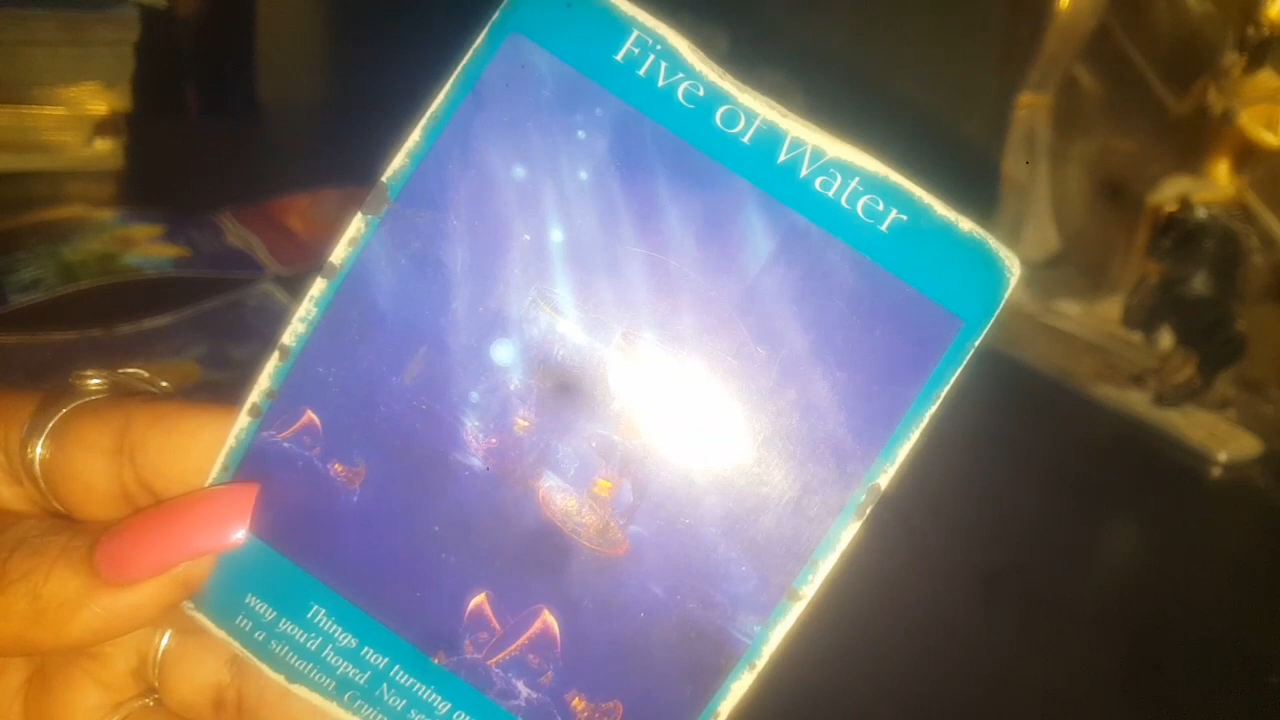 Five of Water
Things not turning
way you'd hoped. Not
in a situation.